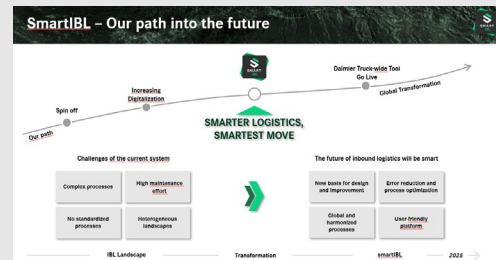 SmartIBL – Our path into the future
SMART
SMART
Daimler Truck-wide Tool
Go Live
Increasing
Digitalization
Global Transformation
Spin off
Our path
SMARTER LOGISTICS,
SMARTEST MOVE
Challenges of the current system
The future of inbound logistics will be smart
Complex processes
High maintenance
effort
New basis for design
and improvement
Error reduction and
process optimization
No standardized
processes
Heterogeneous
landscapes
Global and
harmonized
processes
User-friendly
platform
IBL Landscape
Transformation
smartIBL
2025